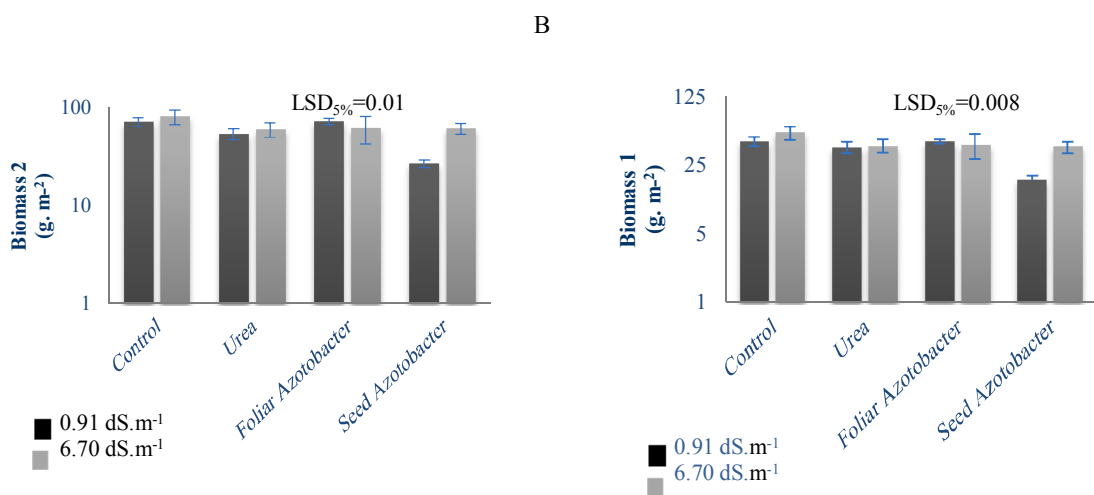 B
LSD5%=0.01
100
10
1
Biomass 2
(g. m-2)
Control
Urea
Foliar Azotobacter
Seed Azotobacter
0.91 dS.m-1
6.70 dS.m-1
LSD5%=0.008
125
25
5
1
Biomass 1
(g. m-2)
Control
Urea
Foliar Azotobacter
Seed Azotobacter
0.91 dS.m-1
6.70 dS.m-1